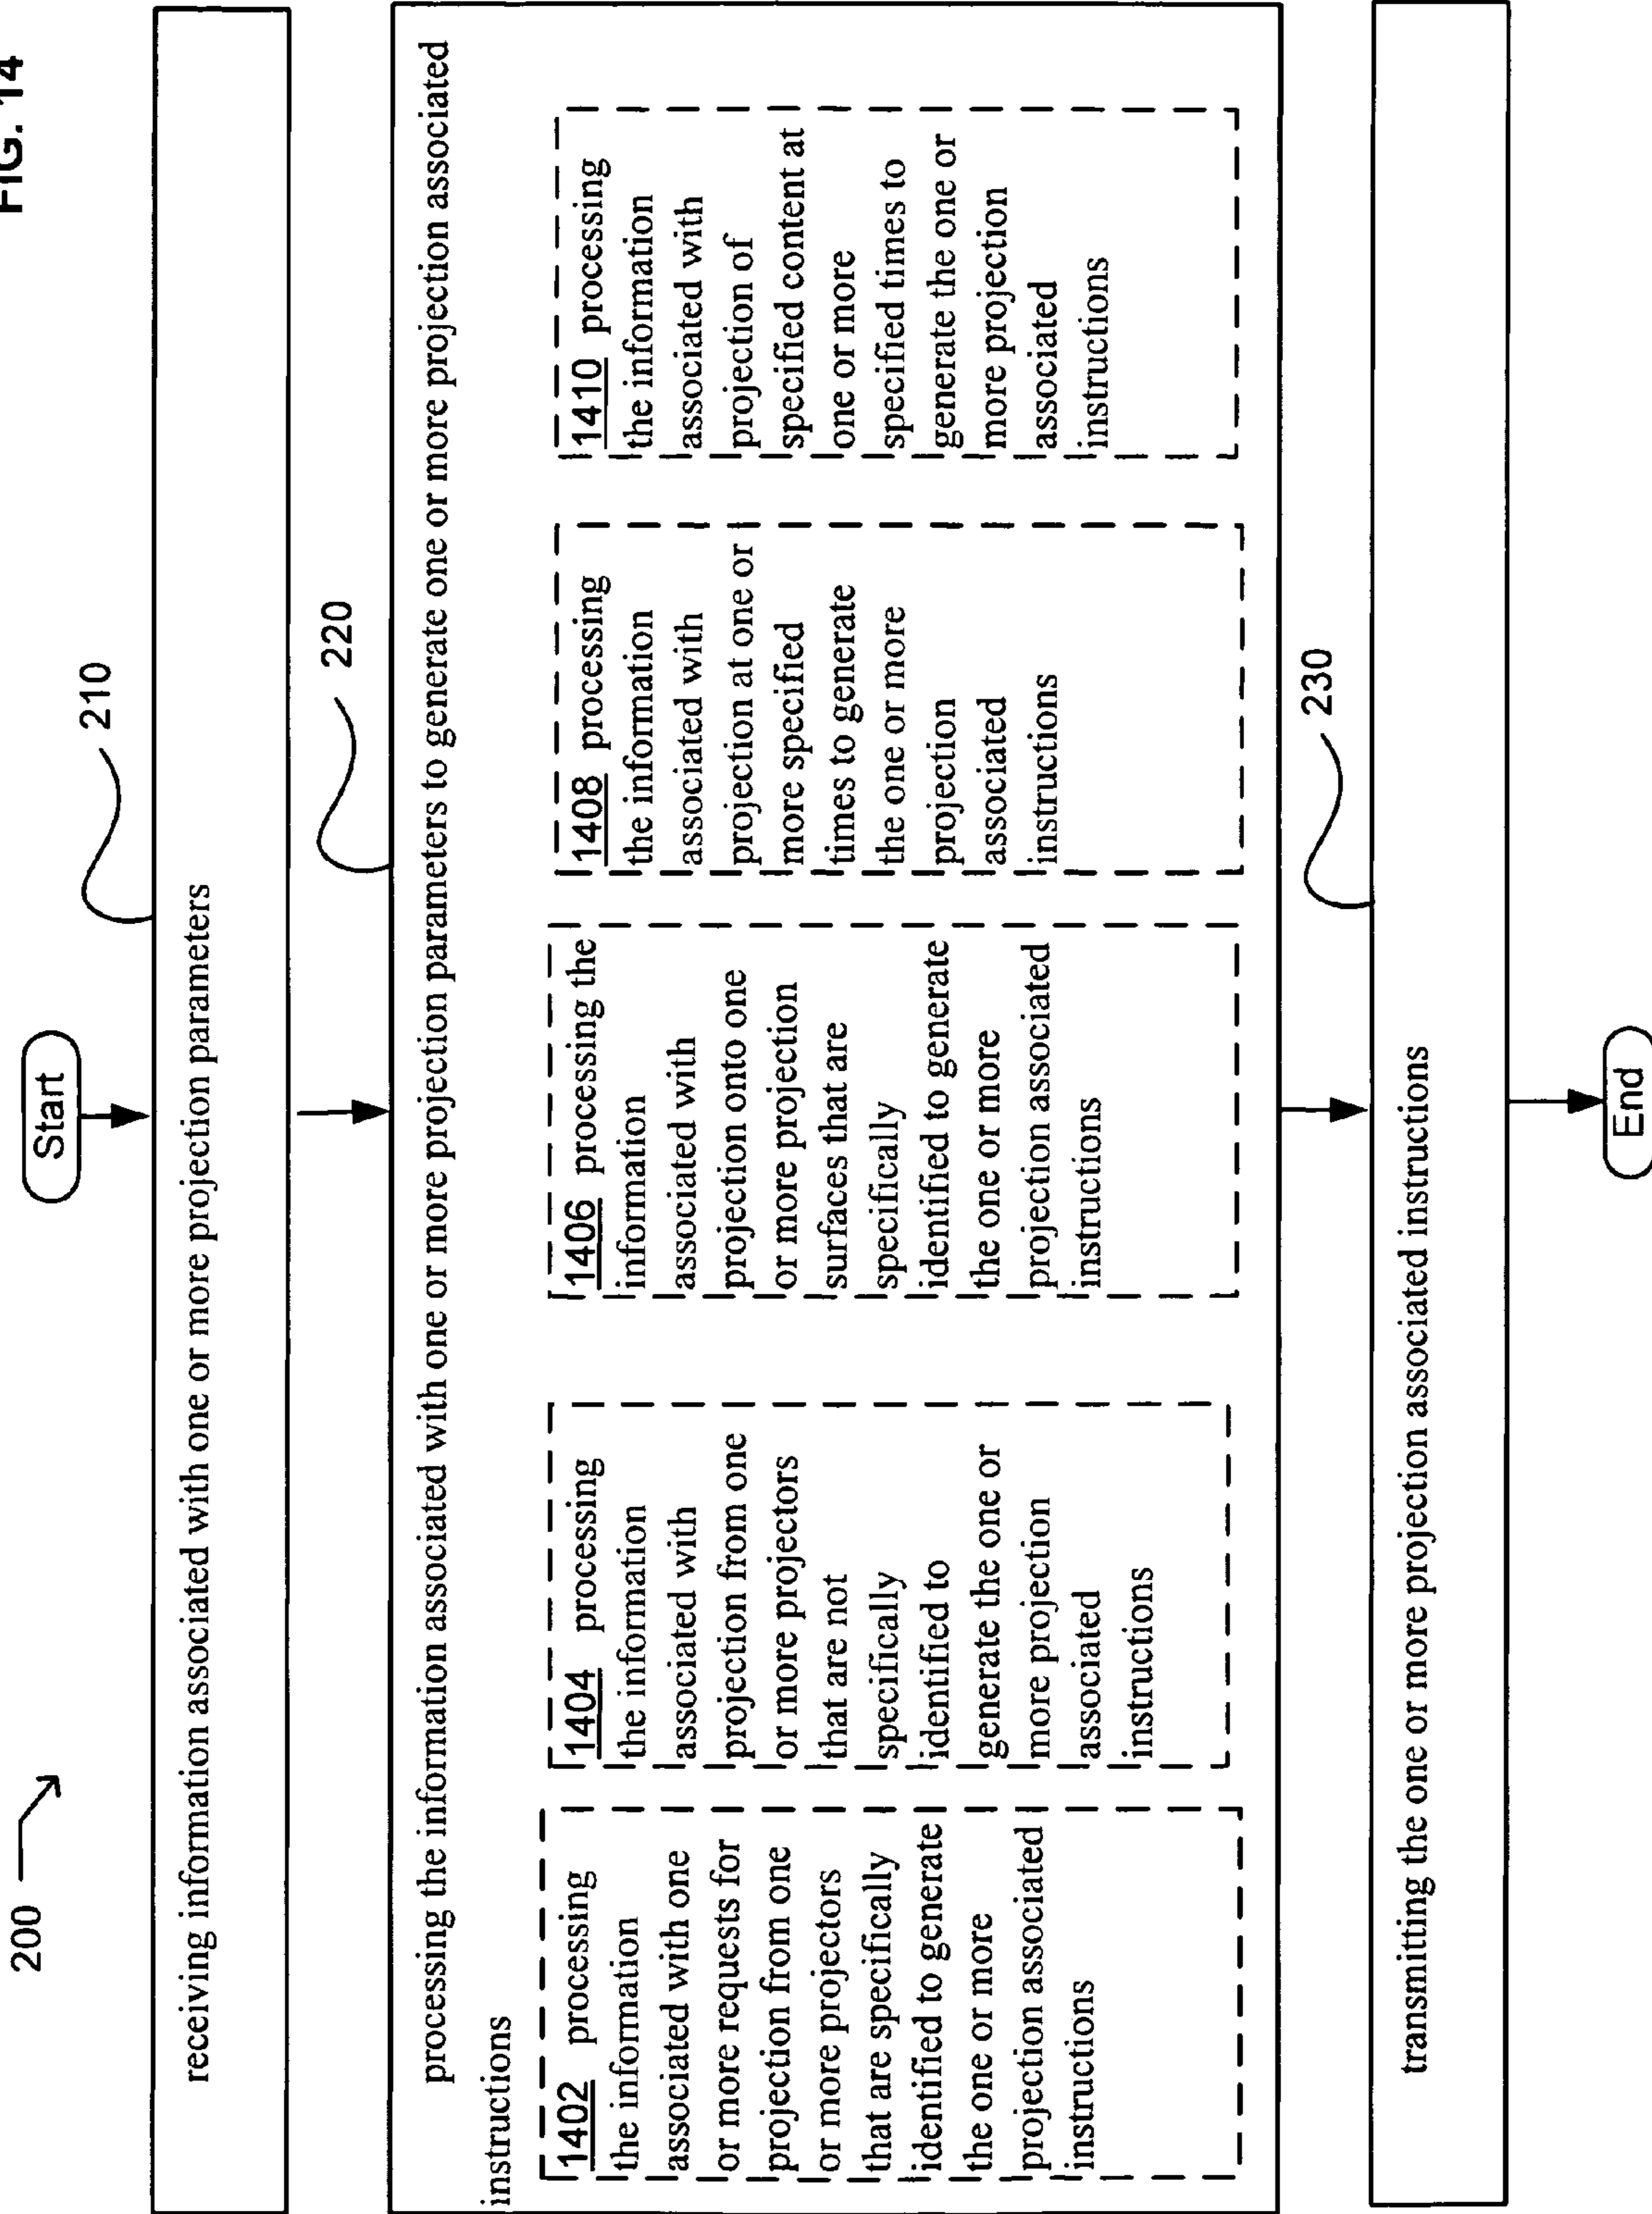 FIG. 14
200
Start
210
receiving information associated with one or more projection parameters
220
processing the information associated with one or more projection parameters to generate one or more projection associated
instructions
1402 processing
the information
associated with one
or more requests for
projection from one
or more projectors
that are specifically
identified to generate
the one or more
projection associated
instructions
1404 processing
the information
associated with
projection from one
or more projectors
that are not
specifically
identified to
generate the one or
more projection
associated
instructions
1406 processing the
information
associated with
projection onto one
or more projection
surfaces that are
specifically
identified to generate
the one or more
projection associated
instructions
1408 processing
the information
associated with
projection at one or
more specified
times to generate
the one or more
projection
associated
instructions
1410 processing
the information
associated with
projection of
specified content at
one or more
specified times to
generate the one or
more projection
associated
instructions
230
transmitting the one or more projection associated instructions
End